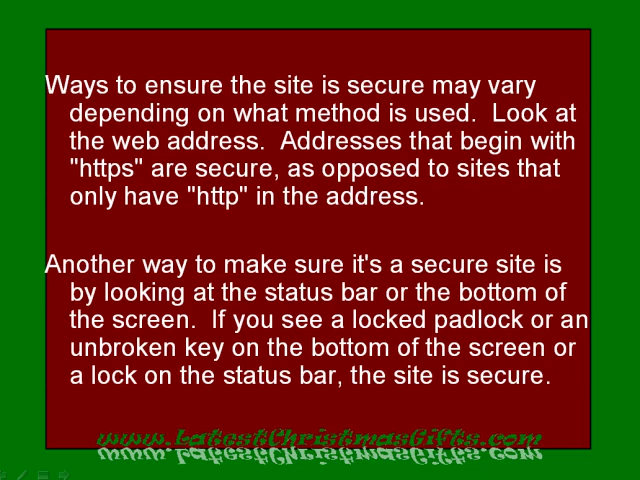 Ways to ensure the site is secure may vary
depending on what method is used.  Look at
the web address.  Addresses that begin with
"https" are secure, as opposed to sites that
only have "http" in the address.
Another way to make sure it's a secure site is
by looking at the status bar or the bottom of
the screen.  If you see a locked padlock or an
unbroken key on the bottom of the screen or
a lock on the status bar, the site is secure.
www.LatestChristmasGifts.com